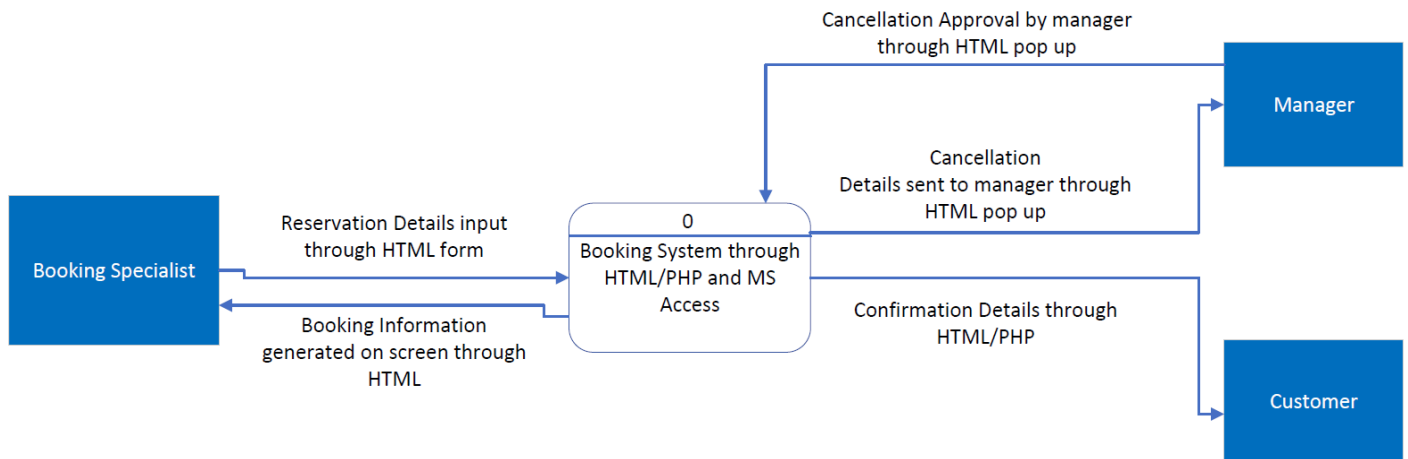 Cancellation Approval by manager
through HTML pop up
Manager
Cancellation
Details sent to manager through
HTML pop up
Reservation Details input
through HTML form
Booking Specialist
0
Booking System through
HTML/PHP and MS
Access
Booking Information
generated on screen through
HTML
Confirmation Details through
HTML/PHP
Customer